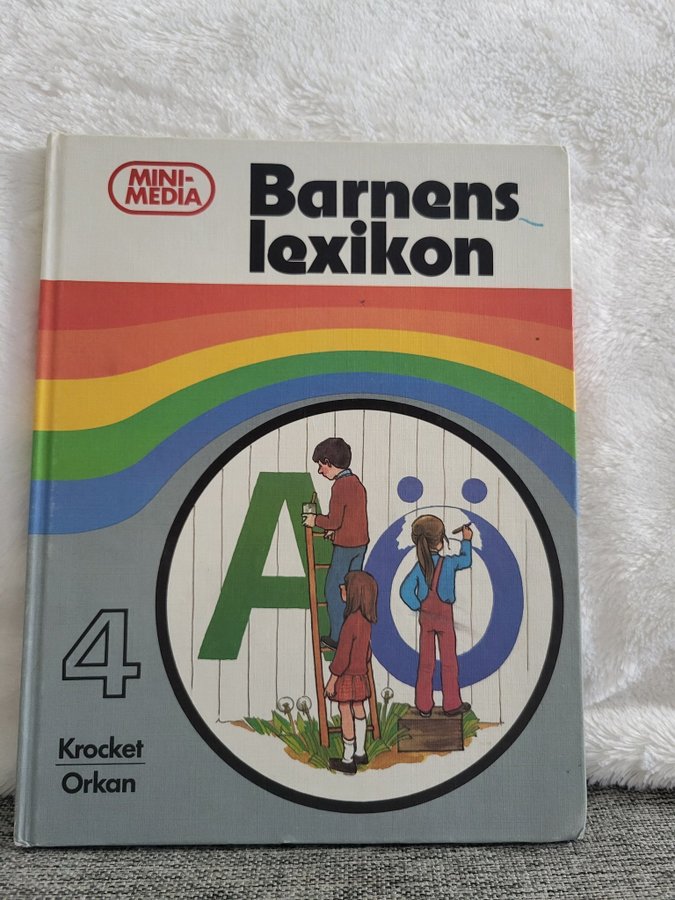 MINI-
MEDIA
Barnens
lexikon
A Ö
4
Krocket
Orkan